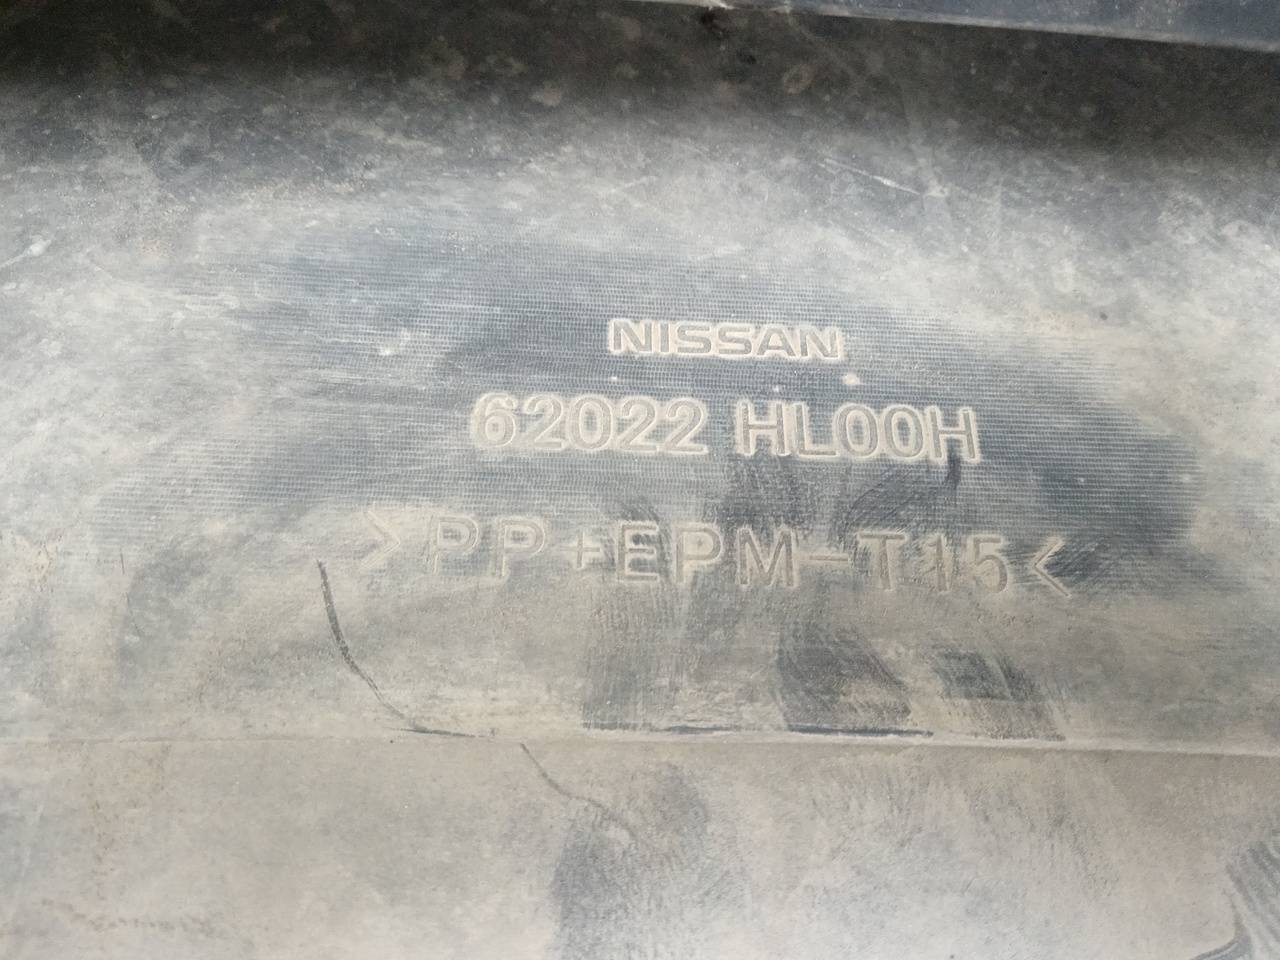 NISSAN
62022 HL00H
>PP+EPM-T15<